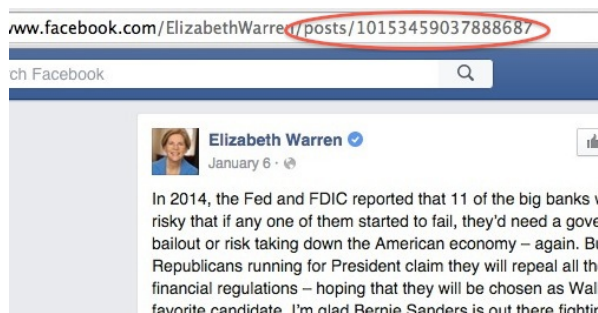 www.facebook.com/ElizabethWarren/posts/10153459037888687
ch Facebook
Elizabeth Warren
January 6 ·
In 2014, the Fed and FDIC reported that 11 of the big banks
risky that if any one of them started to fail, they'd need a gove
bailout or risk taking down the American economy – again. Bu
Republicans running for President claim they will repeal all th
financial regulations – hoping that they will be chosen as Wal
favorite candidate. I'm glad Bernie Sanders is out there fightin